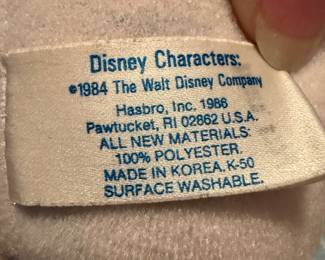 Disney Characters:
©1984 The Walt Disney Company
Hasbro, Inc. 1986
Pawtucket, RI 02862 U.S.A.
ALL NEW MATERIALS:
100% POLYESTER.
MADE IN KOREA, K-50
SURFACE WASHABLE.